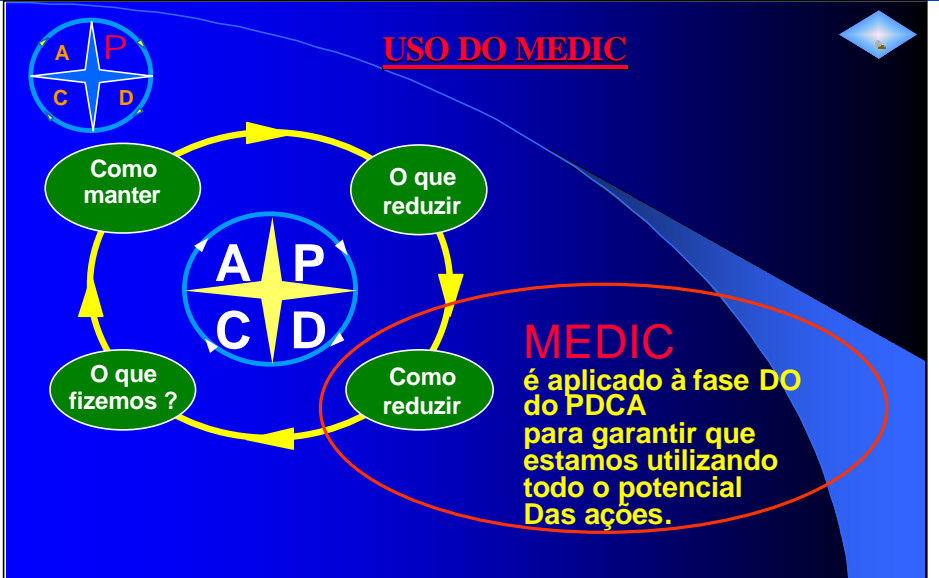 USO DO MEDIC
A P
C D
Como
manter
O que
reduzir
A P
C D
O que
fizemos ?
Como
reduzir
MEDIC
é aplicado à fase DO
do PDCA
para garantir que
estamos utilizando
todo o potencial
Das ações.